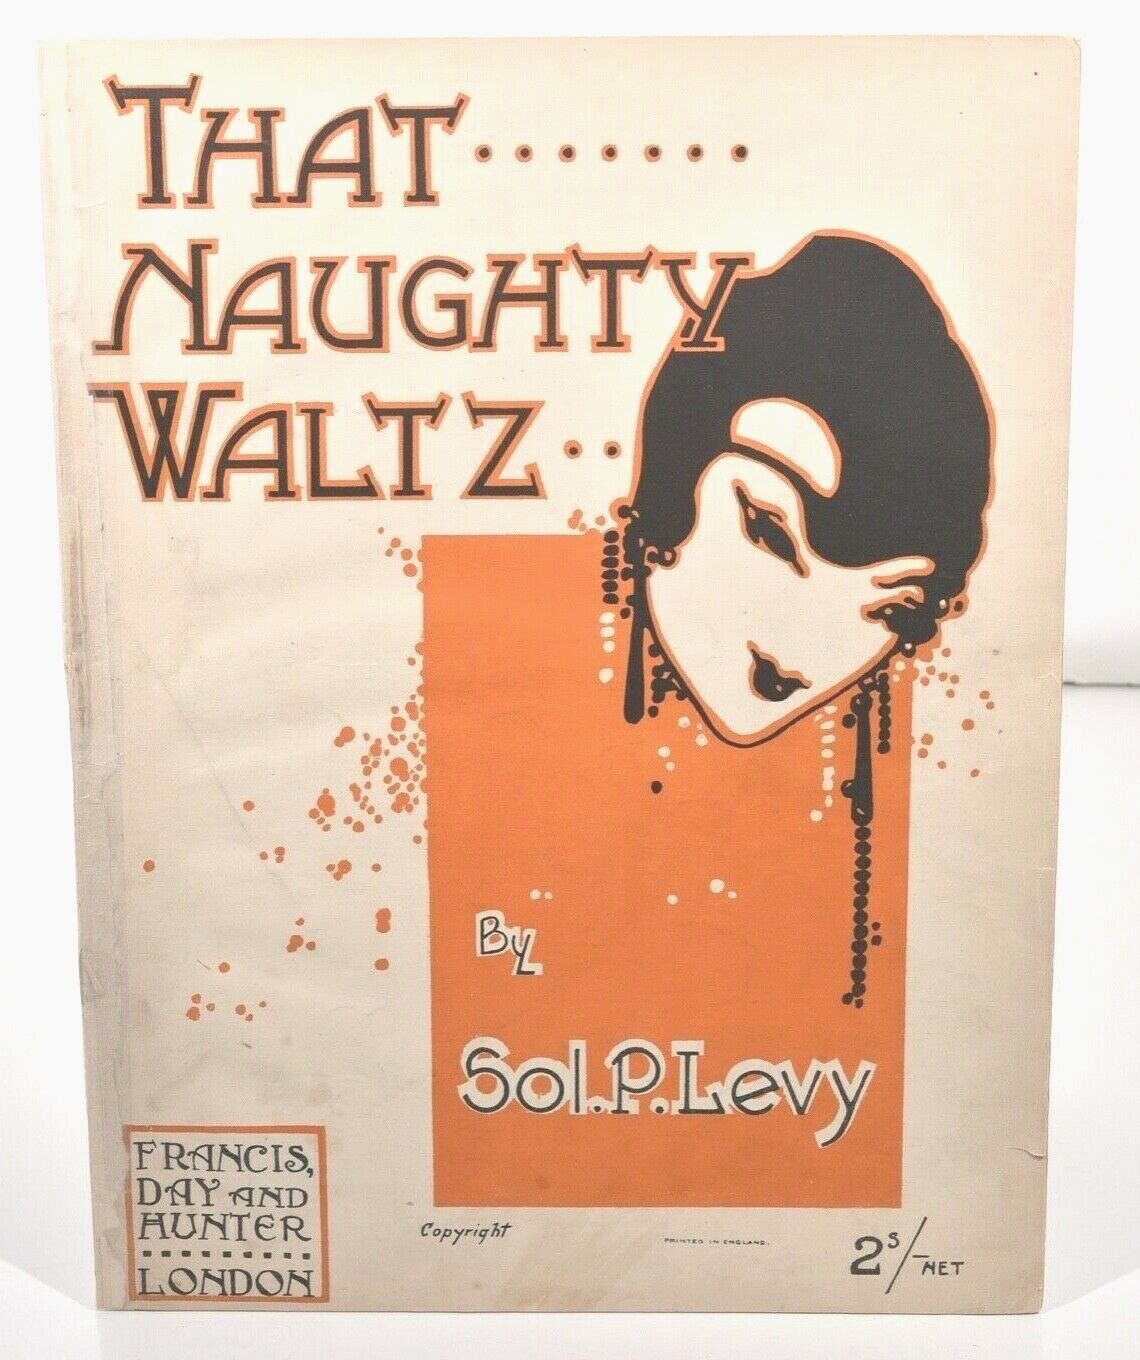 THAT.......
NAUGHTY
WALTZ..
By
Sol.P.Levy
FRANCIS,
DAY AND
HUNTER
LONDON
Copyright
PRINTED IN ENGLAND.
2s/- NET